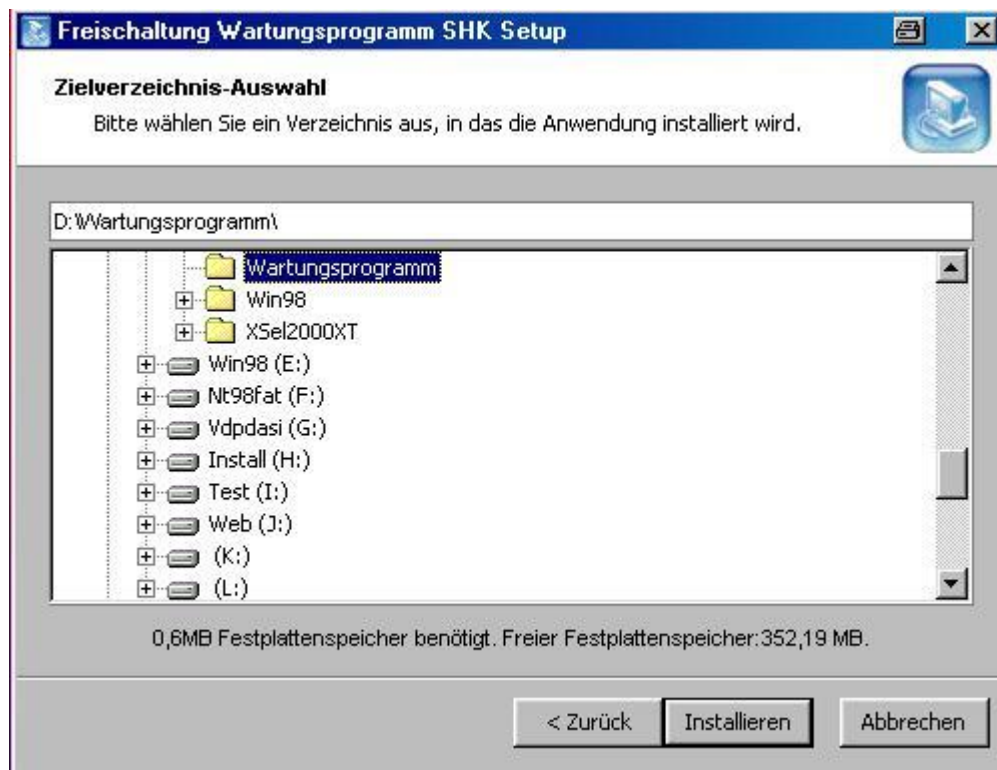 Freischaltung Wartungsprogramm SHK Setup
Zielverzeichnis-Auswahl
Bitte wählen Sie ein Verzeichnis aus, in das die Anwendung installiert wird.
D:\Wartungsprogramm\
Wartungsprogramm
Win98
XSel2000XT
Win98 (E:)
Nt98fat (F:)
Vdpdasi (G:)
Install (H:)
Test (I:)
Web (J:)
(K:)
(L:)
0,6MB Festplattenspeicher benötigt. Freier Festplattenspeicher:352,19 MB.
< Zurück Installieren Abbrechen